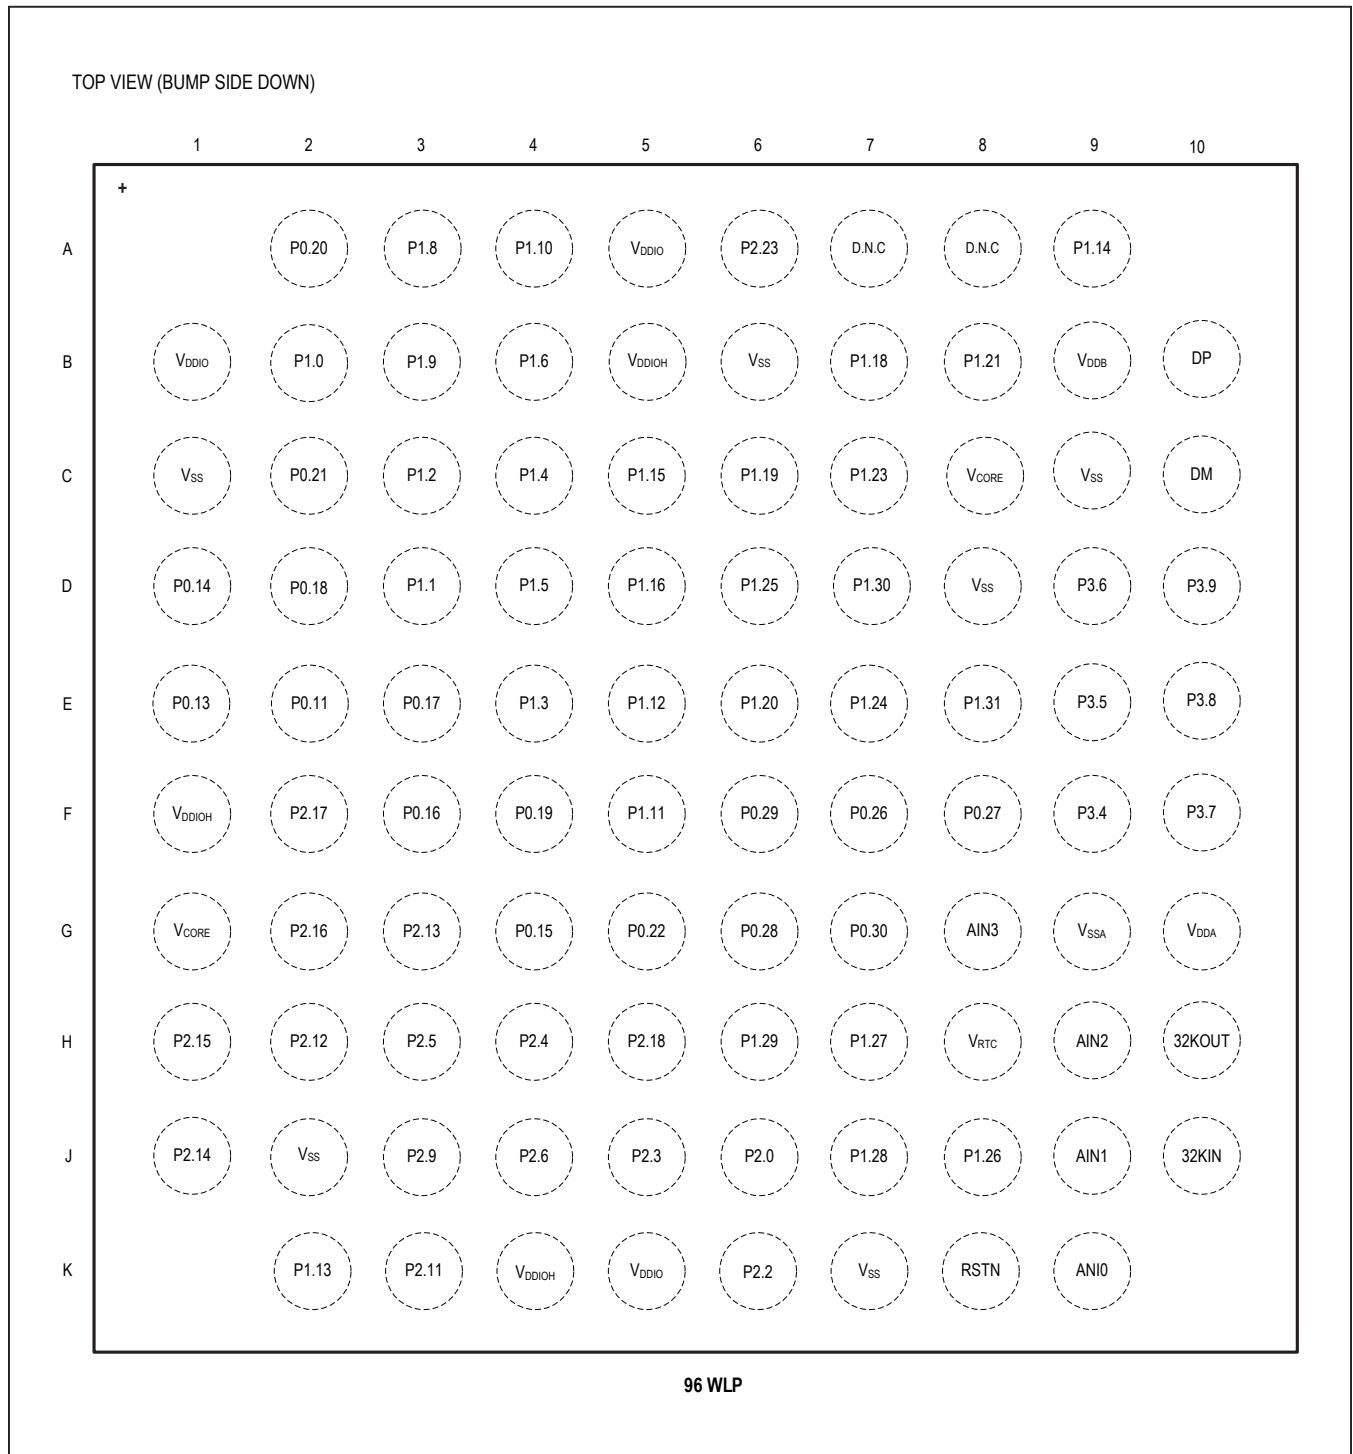 TOP VIEW (BUMP SIDE DOWN)
1 2 3 4 5 6 7 8 9 10
+
A P0.20 P1.8 P1.10 VDDIO P2.23 D.N.C D.N.C P1.14
B VDDIO P1.0 P1.9 P1.6 VDDIOH VSS P1.18 P1.21 VDDB DP
C VSS P0.21 P1.2 P1.4 P1.15 P1.19 P1.23 VCORE VSS DM
D P0.14 P0.18 P1.1 P1.5 P1.16 P1.25 P1.30 VSS P3.6 P3.9
E P0.13 P0.11 P0.17 P1.3 P1.12 P1.20 P1.24 P1.31 P3.5 P3.8
F VDDIOH P2.17 P0.16 P0.19 P1.11 P0.29 P0.26 P0.27 P3.4 P3.7
G VCORE P2.16 P2.13 P0.15 P0.22 P0.28 P0.30 AIN3 VSSA VDDA
H P2.15 P2.12 P2.5 P2.4 P2.18 P1.29 P1.27 VRTC AIN2 32KOUT
J P2.14 VSS P2.9 P2.6 P2.3 P2.0 P1.28 P1.26 AIN1 32KIN
K P1.13 P2.11 VDDIOH VDDIO P2.2 VSS RSTN ANI0
96 WLP